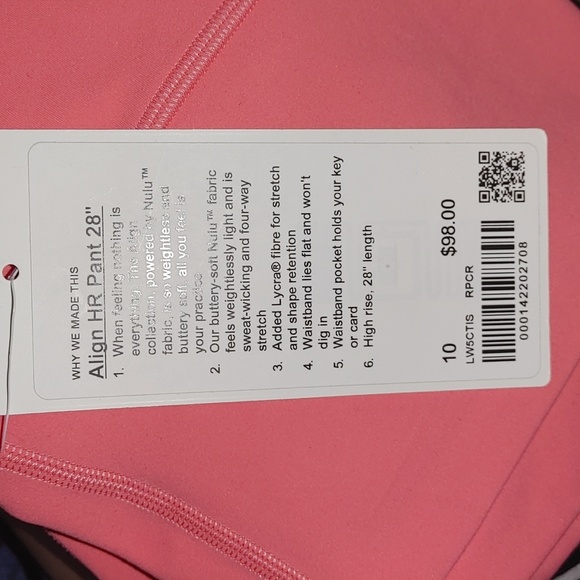 WHY WE MADE THIS
Align HR Pant 28"
1. When feeling nothing is
everything. The Align
collection, powered by Nulu™
fabric, is so weightless and
buttery soft, all you feel is
your practice.
2. Our buttery-soft Nulu™ fabric
feels weightlessly light and is
sweat-wicking and four-way
stretch
3. Added Lycra® fibre for stretch
and shape retention
4. Waistband lies flat and won't
dig in
5. Waistband pocket holds your key
or card
6. High rise, 28" length
10
$98.00
LW5CTIS RPCR
000142202708